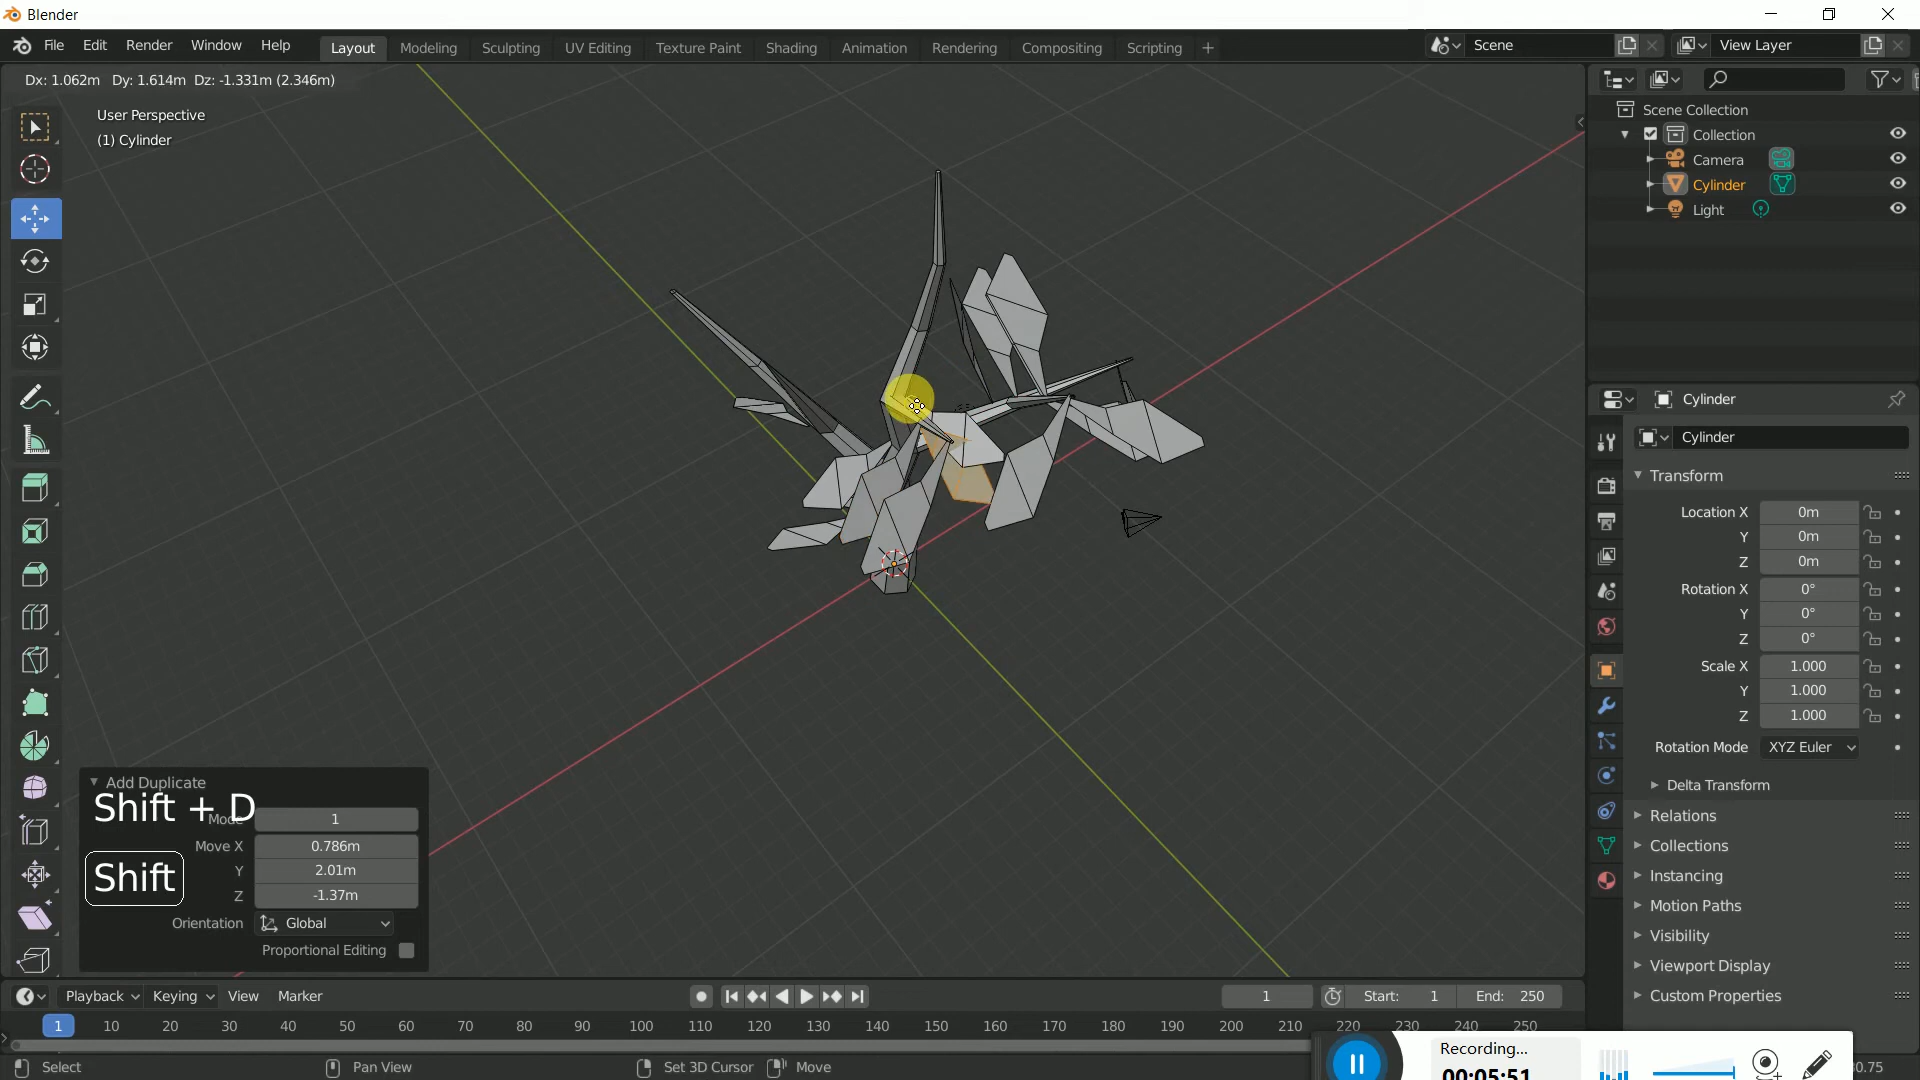 Blender
File Edit Render Window Help Layout Modeling Sculpting UV Editing Texture Paint Shading Animation Rendering Compositing Scripting + Scene View Layer
Dx: 1.062m Dy: 1.614m Dz: -1.331m (2.346m)
User Perspective
(1) Cylinder
Scene Collection
Collection
Camera
Cylinder
Light
Cylinder
Cylinder
Transform
Location X 0m
Y 0m
Z 0m
Rotation X 0°
Y 0°
Z 0°
Scale X 1.000
Y 1.000
Z 1.000
Rotation Mode XYZ Euler
Delta Transform
Relations
Collections
Instancing
Motion Paths
Visibility
Viewport Display
Custom Properties
Add Duplicate
Shift + D
Mode 1
Move X 0.786m
Y 2.01m
Z -1.37m
Shift
Orientation Global
Proportional Editing
Playback Keying View Marker 1 Start: 1 End: 250
1 10 20 30 40 50 60 70 80 90 100 110 120 130 140 150 160 170 180 190 200 210 220 230 240 250
Select Pan View Set 3D Cursor Move
Recording...
00:05:51